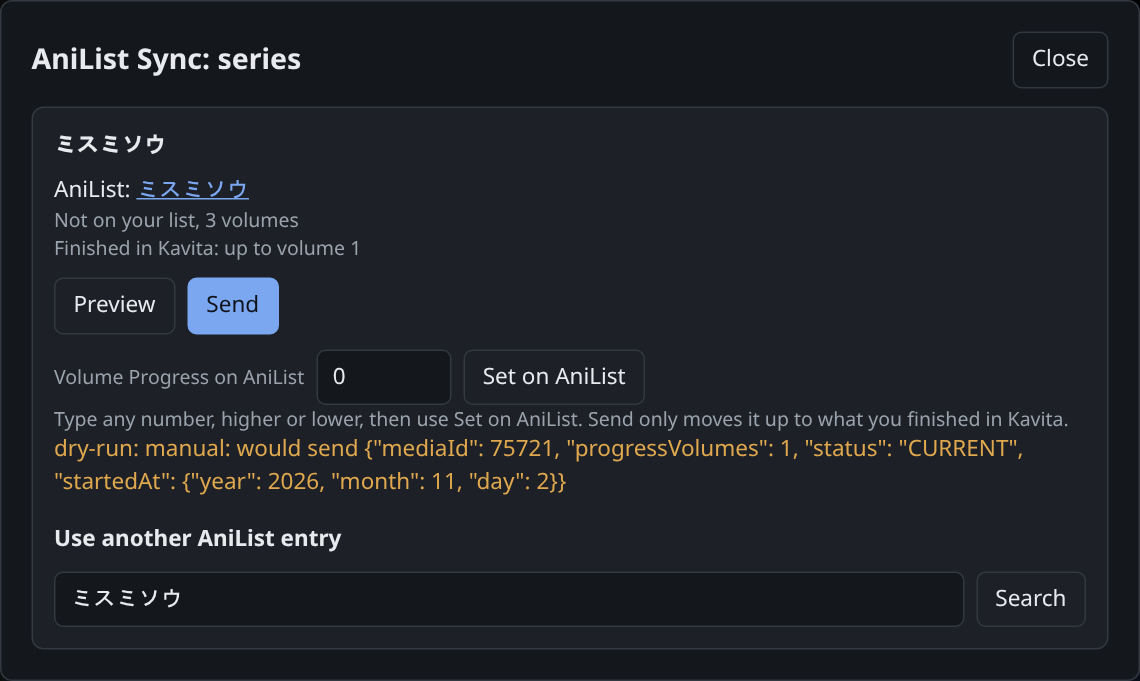 AniList Sync: series
Close
ミスミソウ
AniList: ミスミソウ
Not on your list, 3 volumes
Finished in Kavita: up to volume 1
Preview
Send
Volume Progress on AniList
0
Set on AniList
Type any number, higher or lower, then use Set on AniList. Send only moves it up to what you finished in Kavita.
dry-run: manual: would send {"mediaId": 75721, "progressVolumes": 1, "status": "CURRENT",
"startedAt": {"year": 2026, "month": 11, "day": 2}}
Use another AniList entry
ミスミソウ
Search